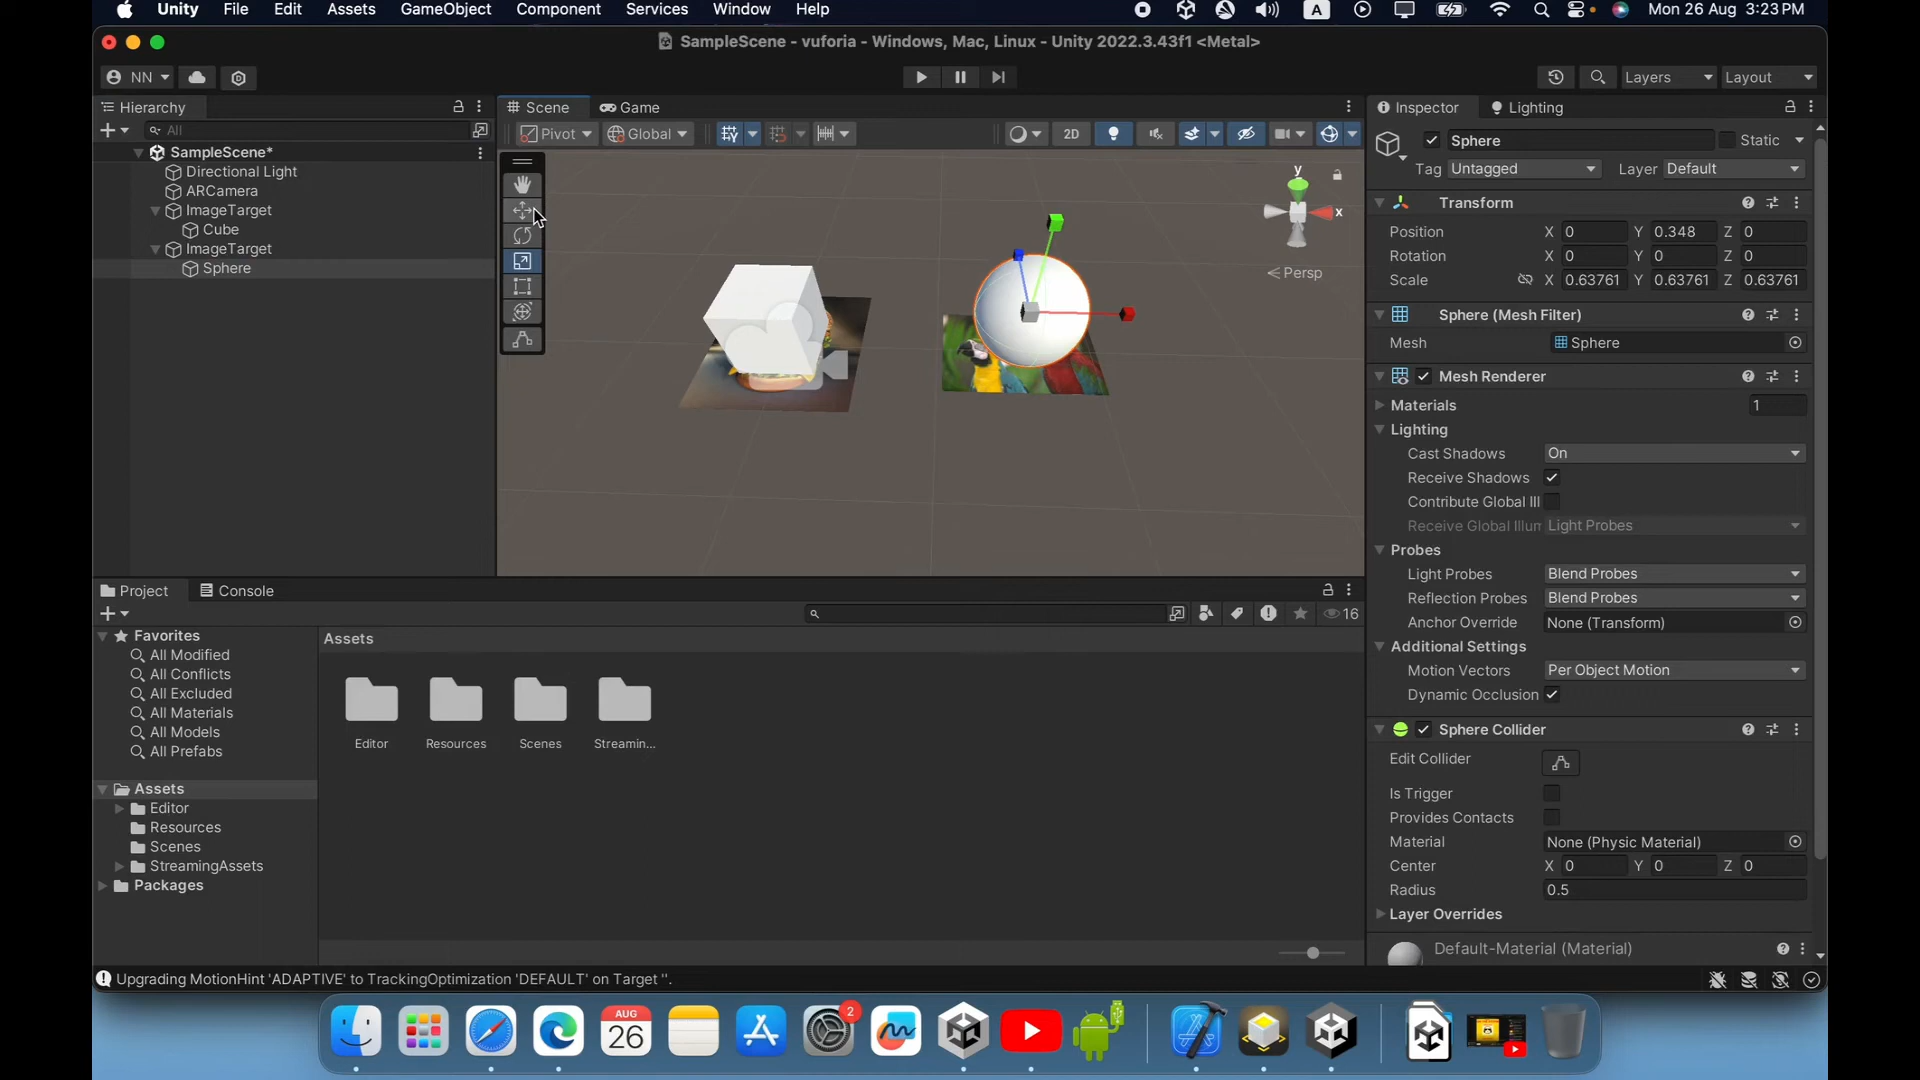 Unity File Edit Assets GameObject Component Services Window Help A Mon 26 Aug 3:23 PM
SampleScene - vuforia - Windows, Mac, Linux - Unity 2022.3.43f1 <Metal>
NN Layers Layout
Hierarchy
All
SampleScene*
Directional Light
ARCamera
ImageTarget
Cube
ImageTarget
Sphere
Scene Game
Pivot Global 2D
y
x
Persp
Inspector Lighting
Sphere Static
Tag Untagged Layer Default
Transform
Position X 0 Y 0.348 Z 0
Rotation X 0 Y 0 Z 0
Scale X 0.63761 Y 0.63761 Z 0.63761
Sphere (Mesh Filter)
Mesh Sphere
Mesh Renderer
Materials 1
Lighting
Cast Shadows On
Receive Shadows
Contribute Global Ill
Receive Global Illum Light Probes
Probes
Light Probes Blend Probes
Reflection Probes Blend Probes
Anchor Override None (Transform)
Additional Settings
Motion Vectors Per Object Motion
Dynamic Occlusion
Sphere Collider
Edit Collider
Is Trigger
Provides Contacts
Material None (Physic Material)
Center X 0 Y 0 Z 0
Radius 0.5
Layer Overrides
Default-Material (Material)
Project Console
16
Favorites
All Modified
All Conflicts
All Excluded
All Materials
All Models
All Prefabs
Assets
Editor
Resources
Scenes
StreamingAssets
Packages
Assets
Editor Resources Scenes Streamin...
Upgrading MotionHint 'ADAPTIVE' to TrackingOptimization 'DEFAULT' on Target ''.
AUG
26
2